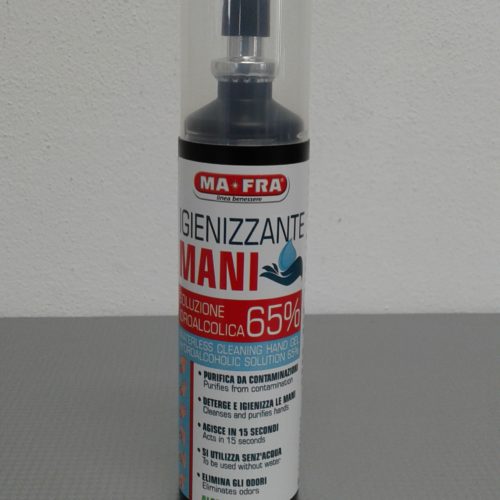 MA★FRA®
linea benessere
IGIENIZZANTE
MANI
SOLUZIONE
IDROALCOLICA 65%
WATERLESS CLEANING HAND GEL
HYDROALCOHOLIC SOLUTION 65%
• PURIFICA DA CONTAMINAZIONI
Purifies from contamination
• DETERGE E IGIENIZZA LE MANI
Cleanses and purifies hands
• AGISCE IN 15 SECONDI
Acts in 15 seconds
• SI UTILIZZA SENZ'ACQUA
To be used without water
• ELIMINA GLI ODORI
Eliminates odors